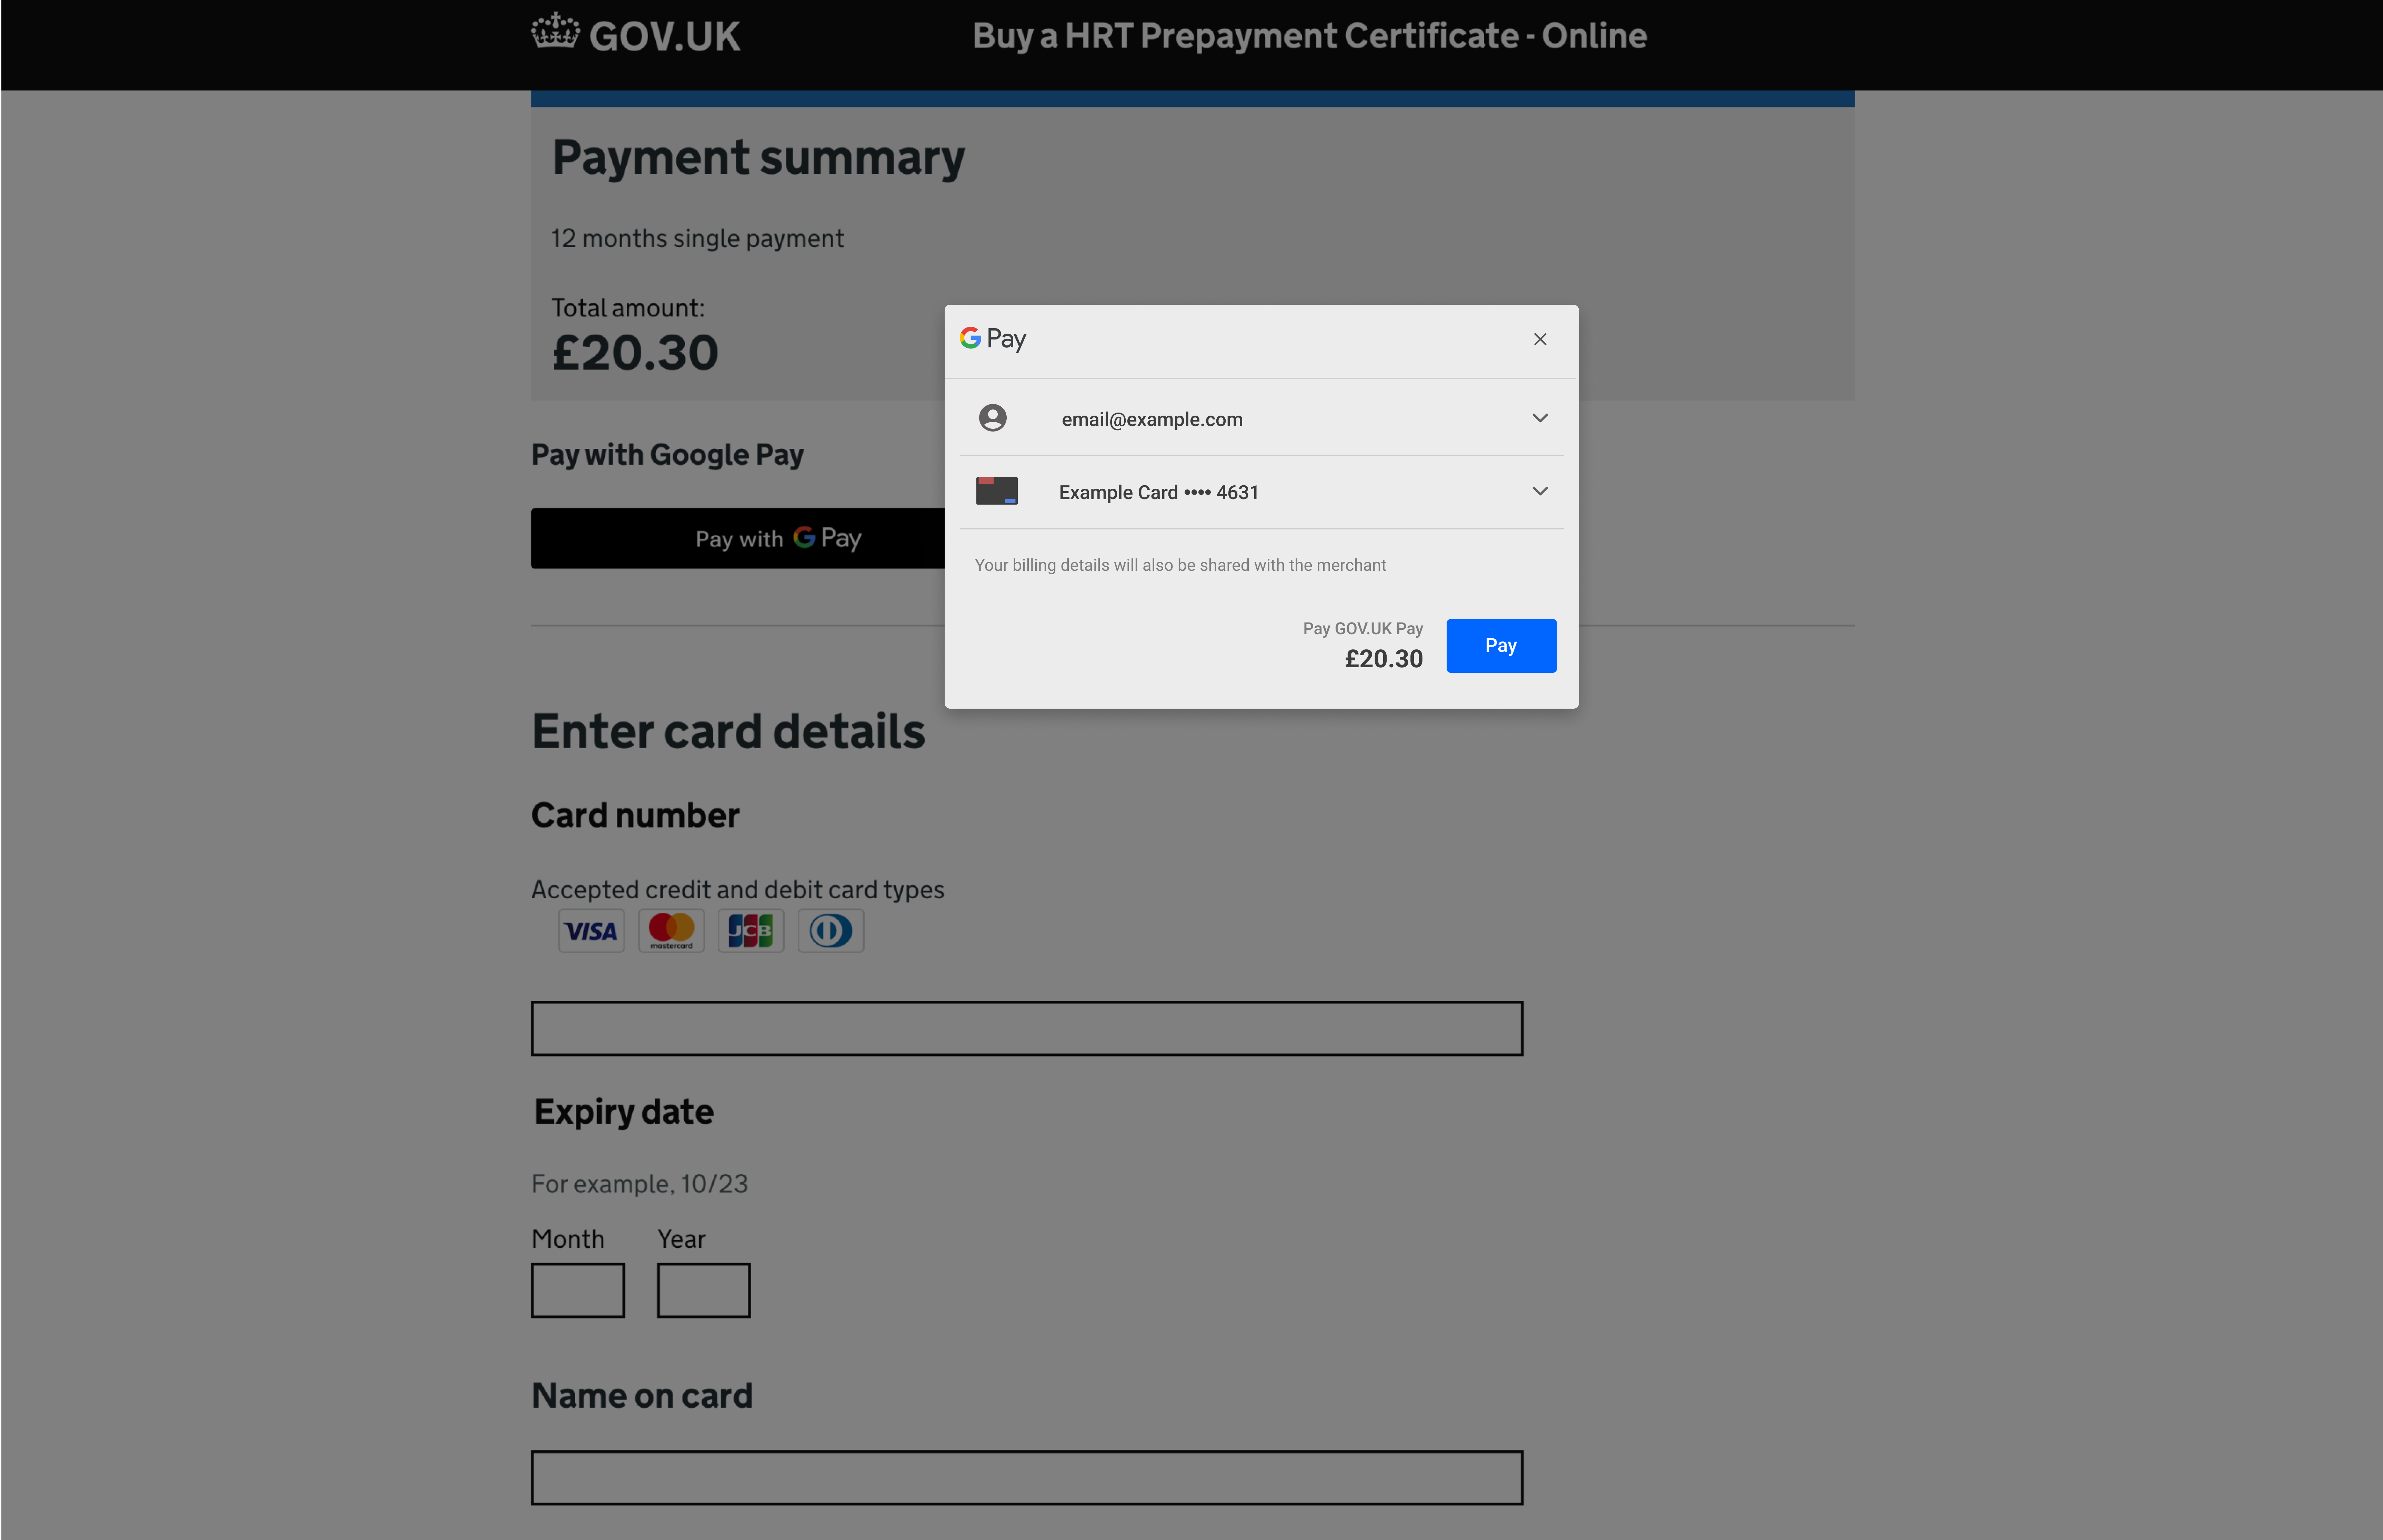 GOV.UK
Buy a HRT Prepayment Certificate - Online
Payment summary
12 months single payment
Total amount:
£20.30
Pay with Google Pay
Pay with G Pay
G Pay
email@example.com
Example Card •••• 4631
Your billing details will also be shared with the merchant
Pay GOV.UK Pay
£20.30
Pay
Enter card details
Card number
Accepted credit and debit card types
VISA mastercard JCB
Expiry date
For example, 10/23
Month Year
Name on card